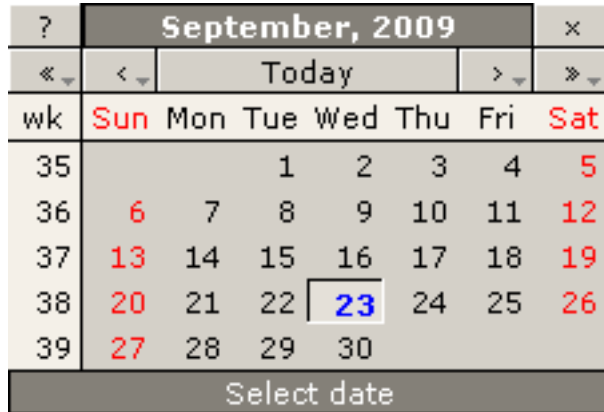 ? September, 2009 ×
« < Today > »
wk Sun Mon Tue Wed Thu Fri Sat
35 1 2 3 4 5
36 6 7 8 9 10 11 12
37 13 14 15 16 17 18 19
38 20 21 22 23 24 25 26
39 27 28 29 30
Select date